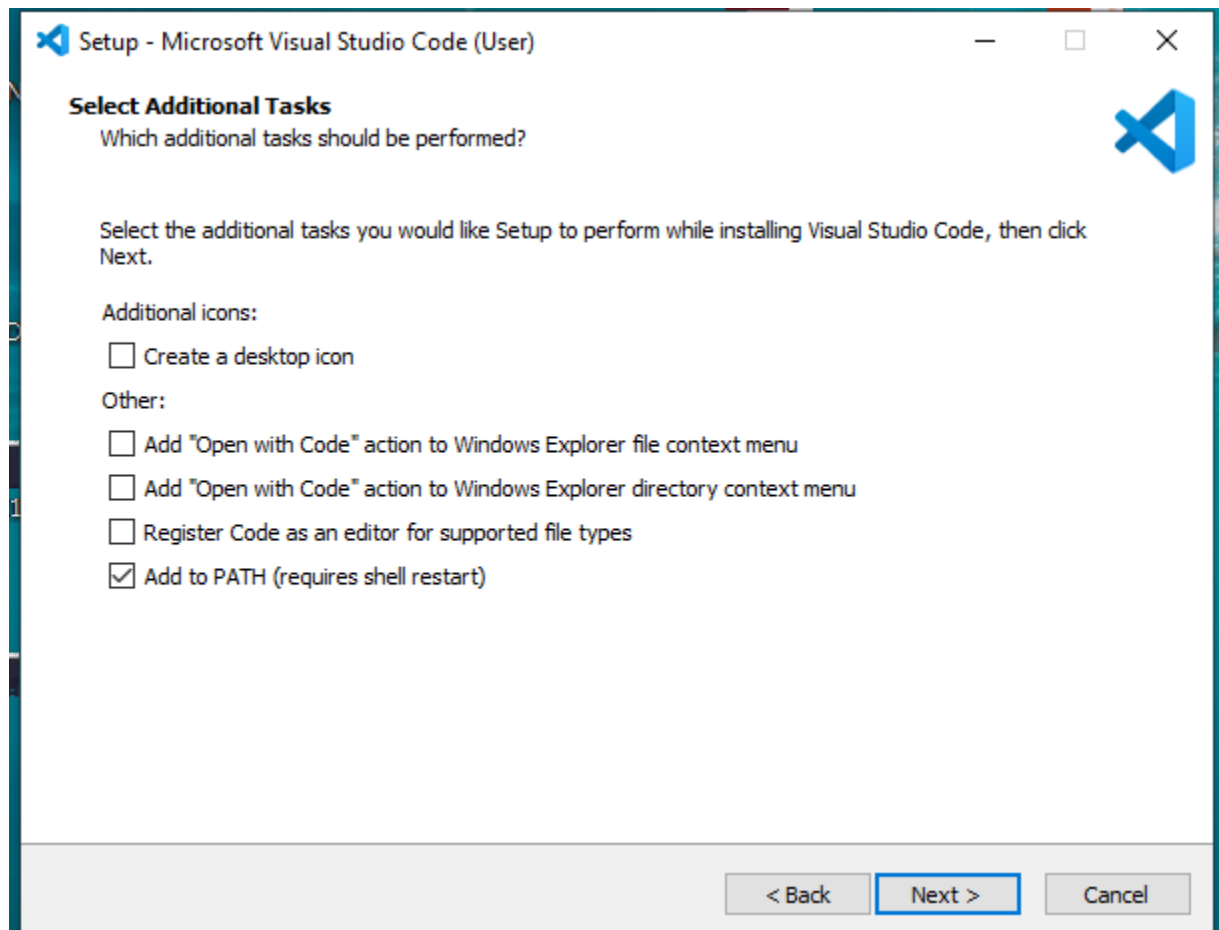 Setup - Microsoft Visual Studio Code (User)
Select Additional Tasks
Which additional tasks should be performed?
Select the additional tasks you would like Setup to perform while installing Visual Studio Code, then click
Next.
Additional icons:
Create a desktop icon
Other:
Add "Open with Code" action to Windows Explorer file context menu
Add "Open with Code" action to Windows Explorer directory context menu
Register Code as an editor for supported file types
Add to PATH (requires shell restart)
< Back Next > Cancel